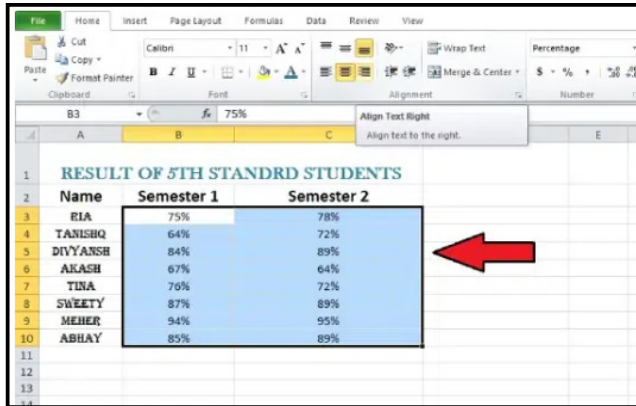 File Home Insert Page Layout Formulas Data Review View
Cut
Copy
Format Painter
Paste
Calibri 11 A A
B I U A
Wrap Text
Merge & Center
Percentage
$ % ,
Clipboard Font Alignment Number
B3 fx 75%
Align Text Right
Align text to the right.
A B C E
1 RESULT OF 5TH STANDRD STUDENTS
2 Name Semester 1 Semester 2
3 RIA 75% 78%
4 TANISHQ 64% 72%
5 DIVYANSH 84% 89%
6 AKASH 67% 64%
7 TINA 76% 72%
8 SWEETY 87% 89%
9 MEHER 94% 95%
10 ABHAY 85% 89%
11
12
13
14